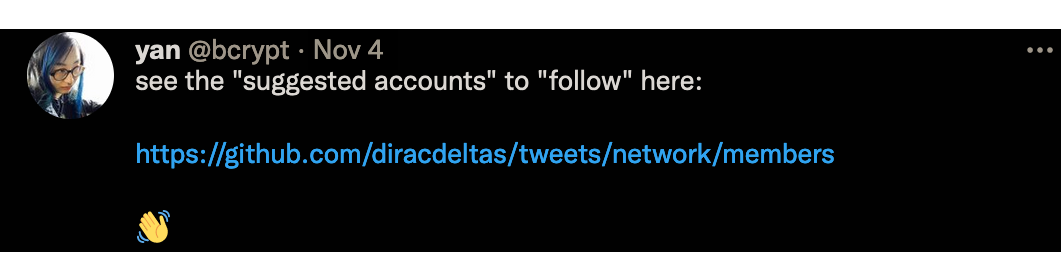 yan @bcrypt · Nov 4
see the "suggested accounts" to "follow" here:
https://github.com/diracdeltas/tweets/network/members
👋